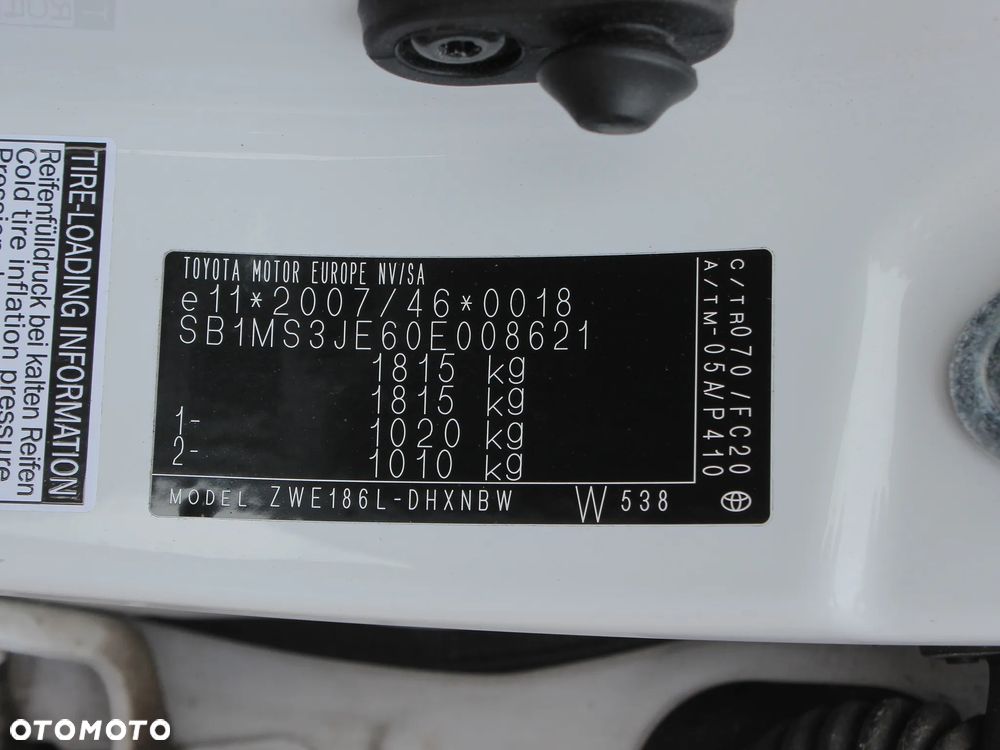 TIRE-LOADING INFORMATION
Reifenfülldruck bei kalten Reifen
Cold tire inflation pressure
TOYOTA MOTOR EUROPE NV/SA
e11*2007/46*0018
SB1MS3JE60E008621
1815 kg
1815 kg
1- 1020 kg
2- 1010 kg
MODEL ZWE186L-DHXNBW W538
C/TR070/FC20
A/TM-05A/P410
OTOMOTO